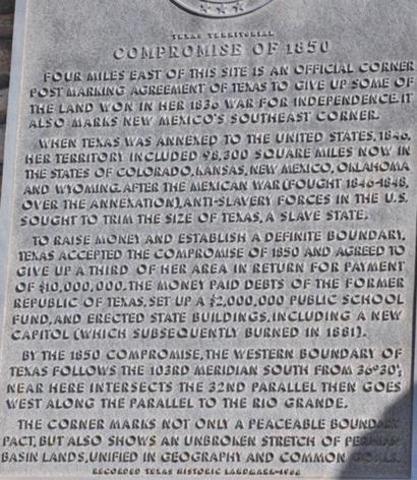 TEXAS TERRITORIAL
COMPROMISE OF 1850
FOUR MILES EAST OF THIS SITE IS AN OFFICIAL CORNER
POST MARKING AGREEMENT OF TEXAS TO GIVE UP SOME OF
THE LAND WON IN HER 1836 WAR FOR INDEPENDENCE. IT
ALSO MARKS NEW MEXICO'S SOUTHEAST CORNER.
WHEN TEXAS WAS ANNEXED TO THE UNITED STATES, 1846,
HER TERRITORY INCLUDED 98,300 SQUARE MILES NOW IN
THE STATES OF COLORADO, KANSAS, NEW MEXICO, OKLAHOMA
AND WYOMING. AFTER THE MEXICAN WAR (FOUGHT 1846-1848,
OVER THE ANNEXATION), ANTI-SLAVERY FORCES IN THE U.S.
SOUGHT TO TRIM THE SIZE OF TEXAS, A SLAVE STATE.
TO RAISE MONEY AND ESTABLISH A DEFINITE BOUNDARY,
TEXAS ACCEPTED THE COMPROMISE OF 1850 AND AGREED TO
GIVE UP A THIRD OF HER AREA IN RETURN FOR PAYMENT
OF $10,000,000. THE MONEY PAID DEBTS OF THE FORMER
REPUBLIC OF TEXAS, SET UP A $2,000,000 PUBLIC SCHOOL
FUND, AND ERECTED STATE BUILDINGS, INCLUDING A NEW
CAPITOL (WHICH SUBSEQUENTLY BURNED IN 1881).
BY THE 1850 COMPROMISE, THE WESTERN BOUNDARY OF
TEXAS FOLLOWS THE 103RD MERIDIAN SOUTH FROM 36°30';
NEAR HERE INTERSECTS THE 32ND PARALLEL THEN GOES
WEST ALONG THE PARALLEL TO THE RIO GRANDE.
THE CORNER MARKS NOT ONLY A PEACEABLE BOUNDARY
PACT, BUT ALSO SHOWS AN UNBROKEN STRETCH OF PERMIAN
BASIN LANDS, UNIFIED IN GEOGRAPHY AND COMMON GOALS.
RECORDED TEXAS HISTORIC LANDMARK-1966